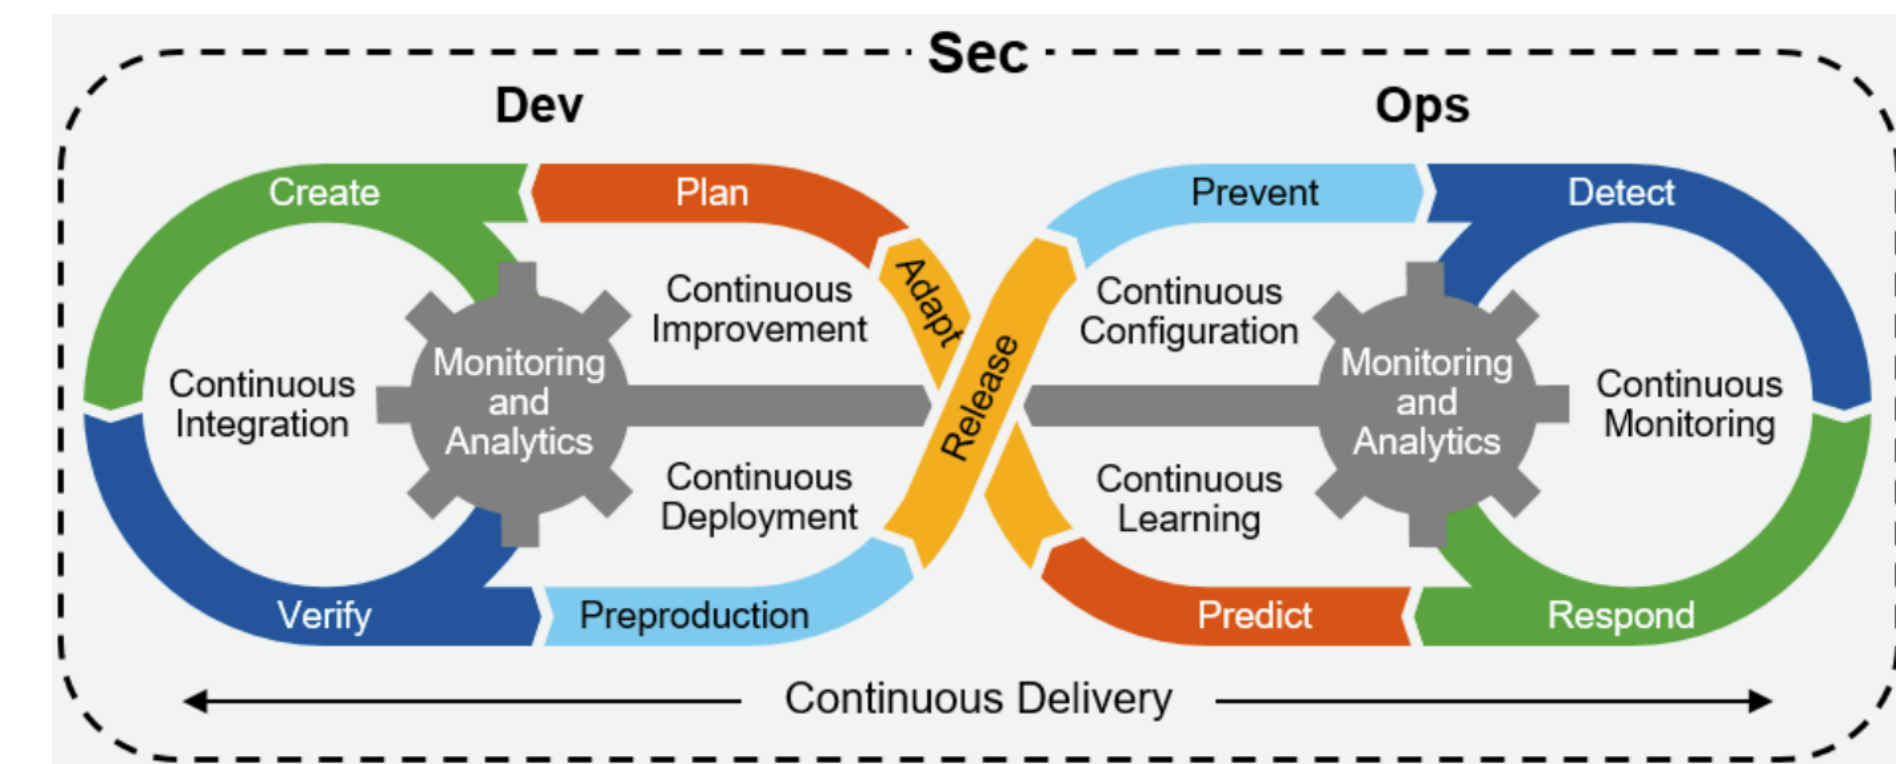 Sec
Dev
Ops
Create
Plan
Prevent
Detect
Adapt
Release
Continuous
Improvement
Continuous
Configuration
Continuous
Integration
Monitoring
and
Analytics
Monitoring
and
Analytics
Continuous
Monitoring
Continuous
Deployment
Continuous
Learning
Verify
Preproduction
Predict
Respond
Continuous Delivery